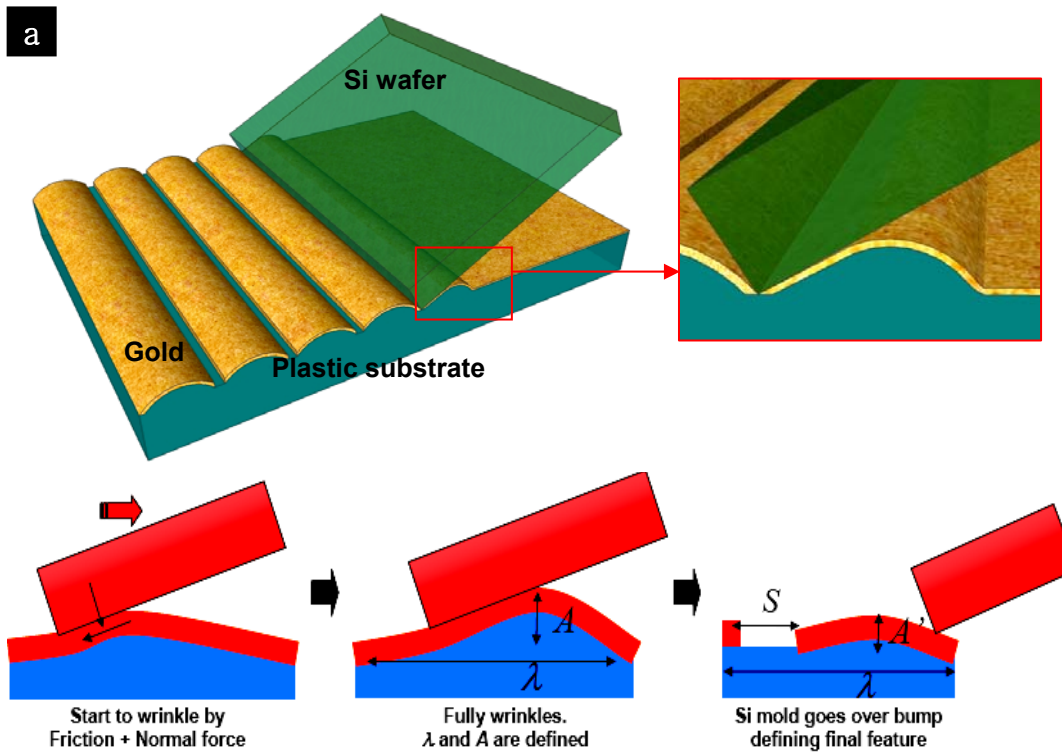 a
Si wafer
Gold
Plastic substrate
A
λ
S
A'
λ
Start to wrinkle by
Friction + Normal force
Fully wrinkles.
λ and A are defined
Si mold goes over bump
defining final feature